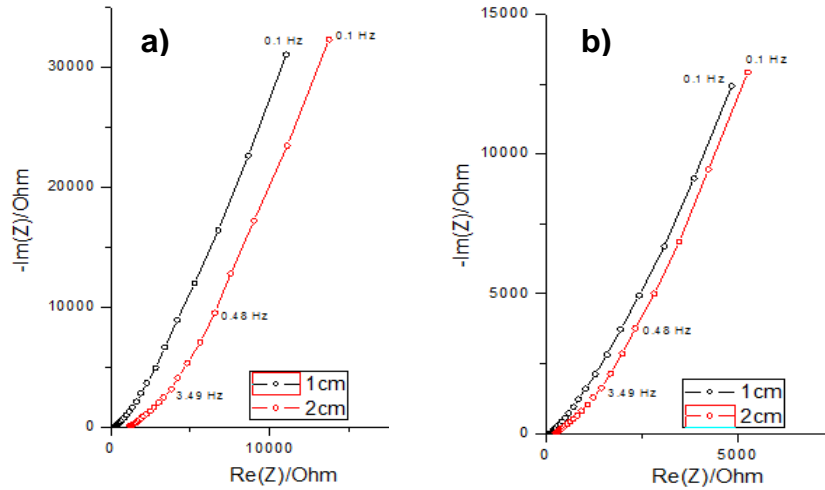 a)
0.1 Hz
0.1 Hz
30000
20000
10000
0
-Im(Z)/Ohm
0.48 Hz
3.49 Hz
1cm
2cm
0
10000
Re(Z)/Ohm
b)
15000
0.1 Hz
0.1 Hz
10000
5000
0
-Im(Z)/Ohm
0.48 Hz
3.49 Hz
1cm
2cm
0
5000
Re(Z)/Ohm